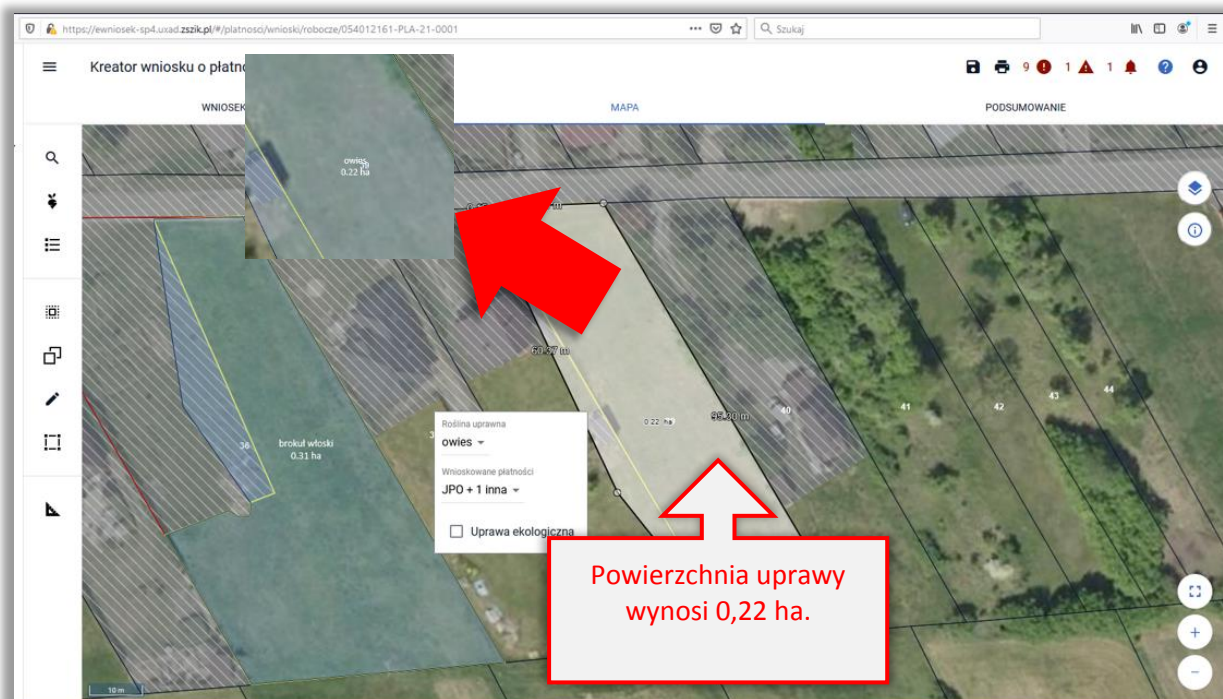 https://ewniosek-sp4.uxad.zszik.pl/#/platnosci/wnioski/robocze/054012161-PLA-21-0001
Szukaj
Kreator wniosku o płatno
9 1 1
WNIOSEK
MAPA
PODSUMOWANIE
owies
0.22 ha
60.37 m
95.90 m
0.22 ha
36
brokuł włoski
0.31 ha
40
41
42
43
44
Roślina uprawna
owies
Wnioskowane płatności
JPO + 1 inna
Uprawa ekologiczna
Powierzchnia uprawy
wynosi 0,22 ha.
10 m